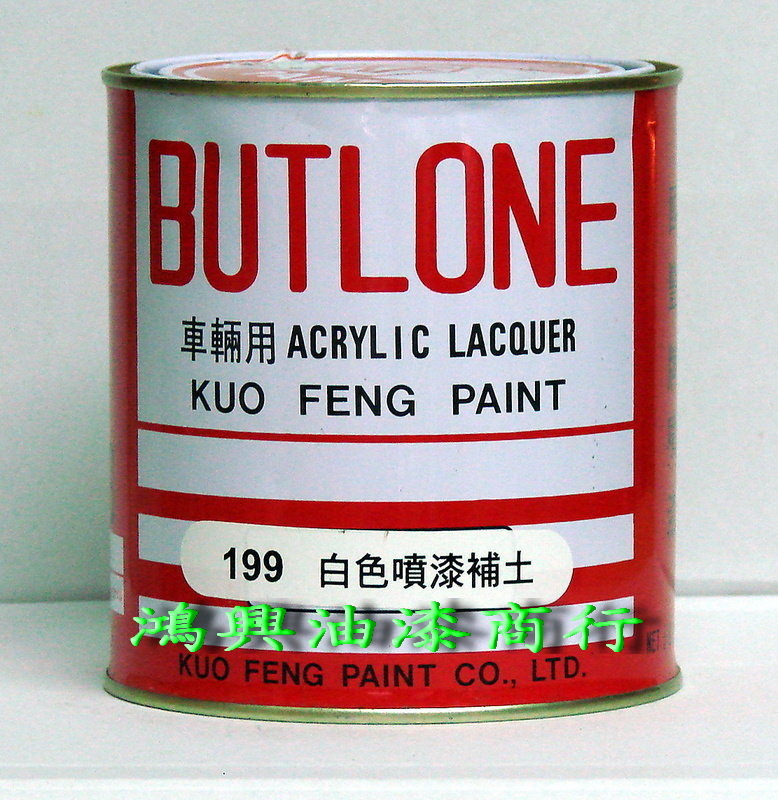 BUTLONE
車輛用 ACRYLIC LACQUER
KUO FENG PAINT
199 白色噴漆補土
鴻興油漆商行
KUO FENG PAINT CO., LTD.
NET